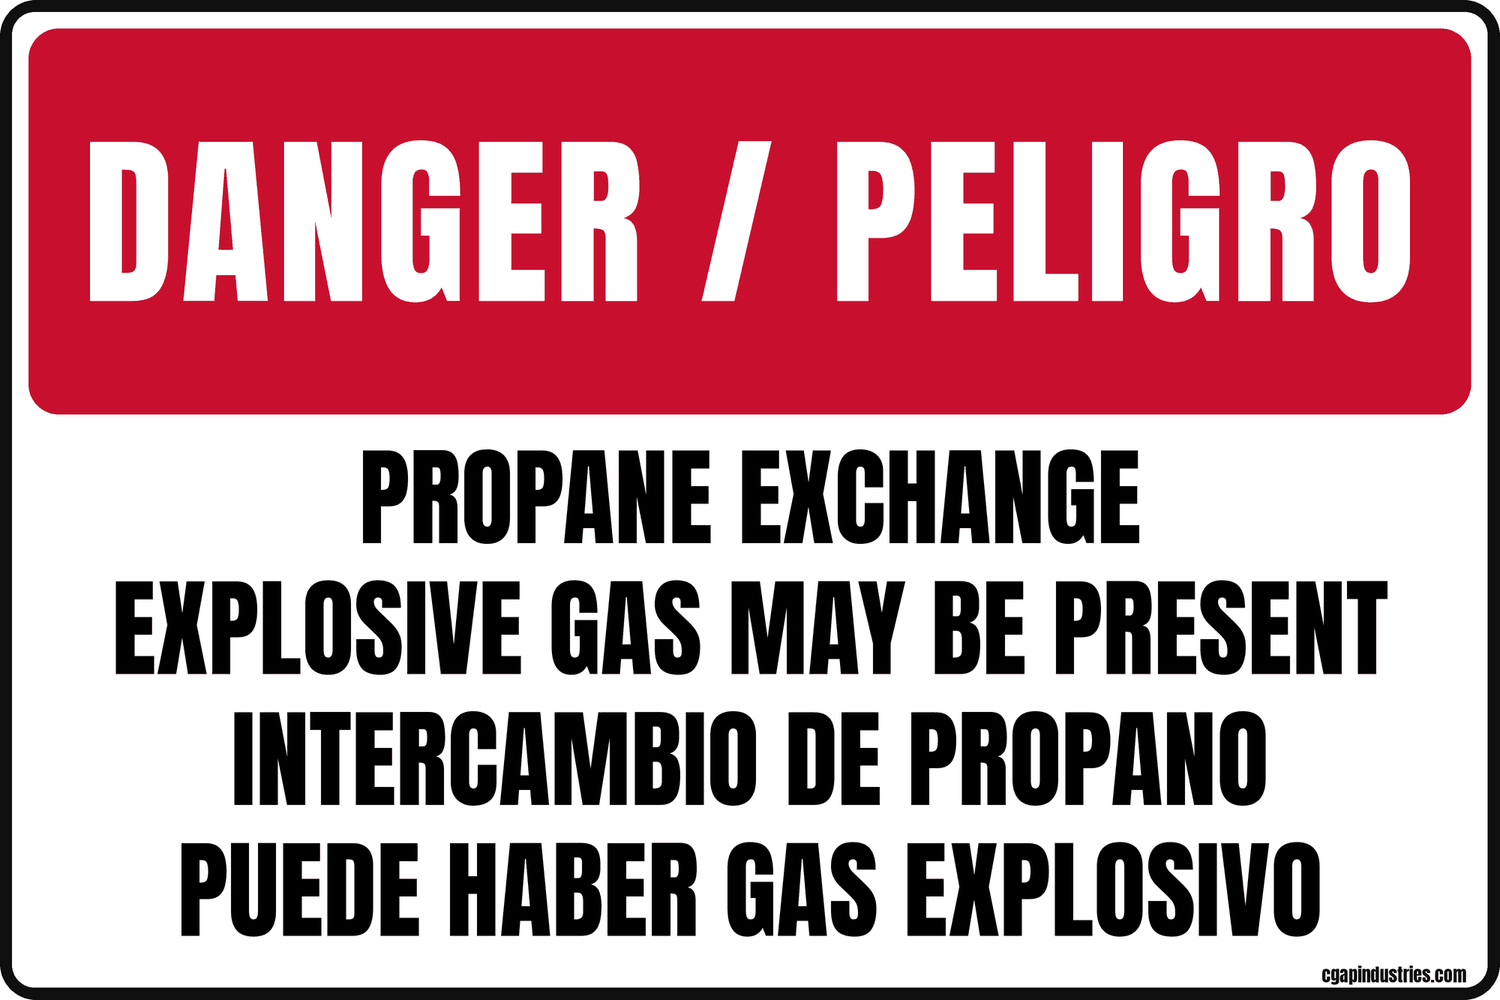 DANGER / PELIGRO
PROPANE EXCHANGE
EXPLOSIVE GAS MAY BE PRESENT
INTERCAMBIO DE PROPANO
PUEDE HABER GAS EXPLOSIVO
cgapindustries.com